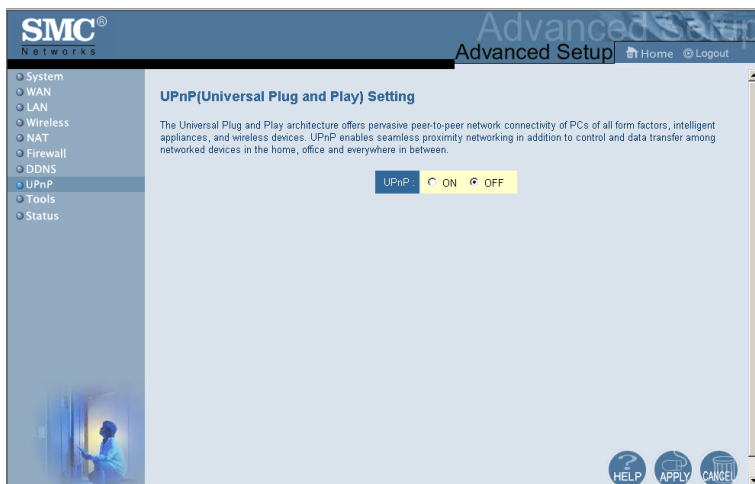 SMC®
Networks
Advanced Setup
Advanced Setup
Home
Logout
System
WAN
LAN
Wireless
NAT
Firewall
DDNS
UPnP
Tools
Status
UPnP(Universal Plug and Play) Setting
The Universal Plug and Play architecture offers pervasive peer-to-peer network connectivity of PCs of all form factors, intelligent
appliances, and wireless devices. UPnP enables seamless proximity networking in addition to control and data transfer among
networked devices in the home, office and everywhere in between.
UPnP : ON OFF
HELP
APPLY
CANCEL